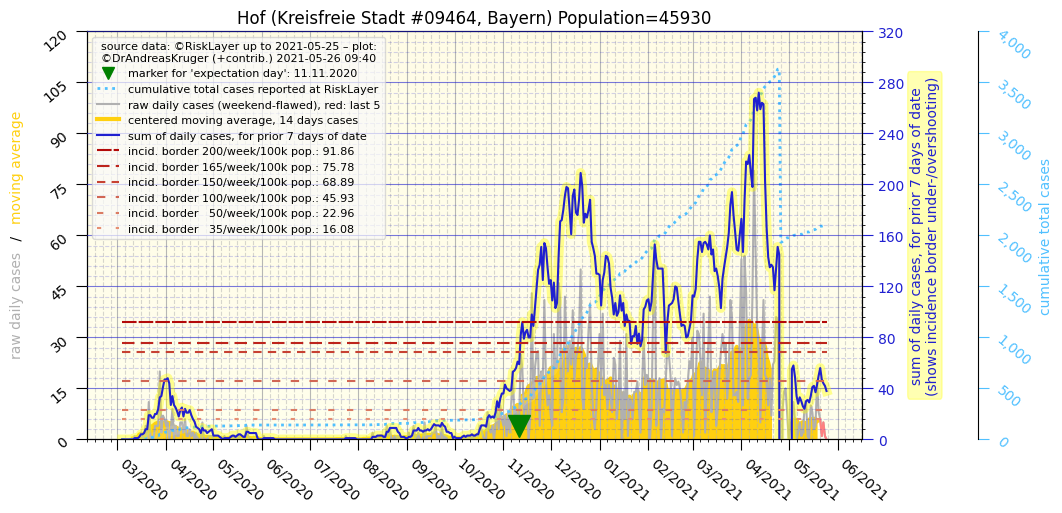 Hof (Kreisfreie Stadt #09464, Bayern) Population=45930
source data: ©RiskLayer up to 2021-05-25 – plot:
©DrAndreasKruger (+contrib.) 2021-05-26 09:40
marker for 'expectation day': 11.11.2020
cumulative total cases reported at RiskLayer
raw daily cases (weekend-flawed), red: last 5
centered moving average, 14 days cases
sum of daily cases, for prior 7 days of date
incid. border 200/week/100k pop.: 91.86
incid. border 165/week/100k pop.: 75.78
incid. border 150/week/100k pop.: 68.89
incid. border 100/week/100k pop.: 45.93
incid. border   50/week/100k pop.: 22.96
incid. border   35/week/100k pop.: 16.08
raw daily cases  /  moving average
120
105
90
75
60
45
30
15
0
03/2020
04/2020
05/2020
06/2020
07/2020
08/2020
09/2020
10/2020
11/2020
12/2020
01/2021
02/2021
03/2021
04/2021
05/2021
06/2021
320
280
240
200
160
120
80
40
0
sum of daily cases, for prior 7 days of date
(shows incidence border under-/overshooting)
4,000
3,500
3,000
2,500
2,000
1,500
1,000
500
0
cumulative total cases